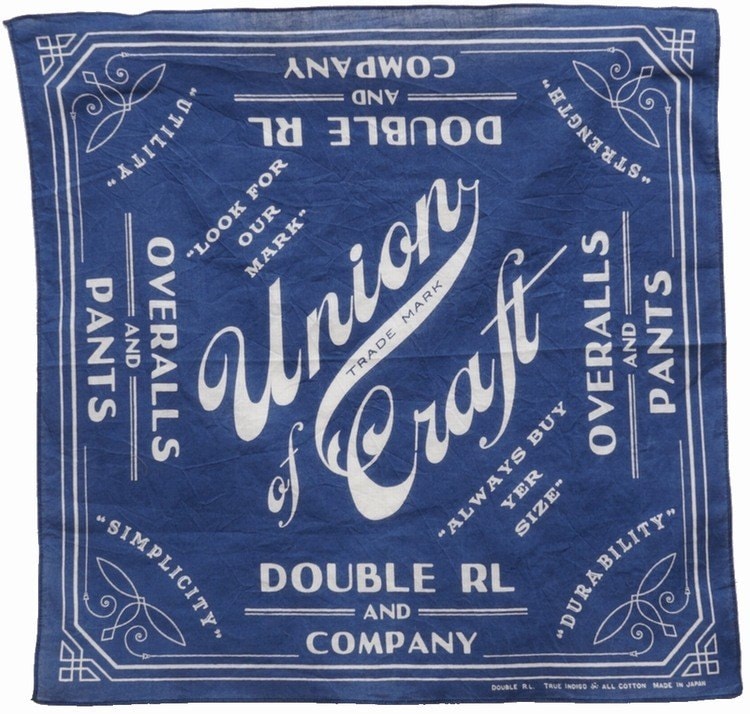 COMPANY
AND
DOUBLE RL
"UTILITY"
"STRENGTH"
"LOOK FOR
OUR
MARK"
OVERALLS
AND
PANTS
Union
TRADE MARK
of Craft
OVERALLS
AND
PANTS
"ALWAYS BUY
YER
SIZE"
"SIMPLICITY"
"DURABILITY"
DOUBLE RL
AND
COMPANY
DOUBLE R.L. TRUE INDIGO & ALL COTTON MADE IN JAPAN